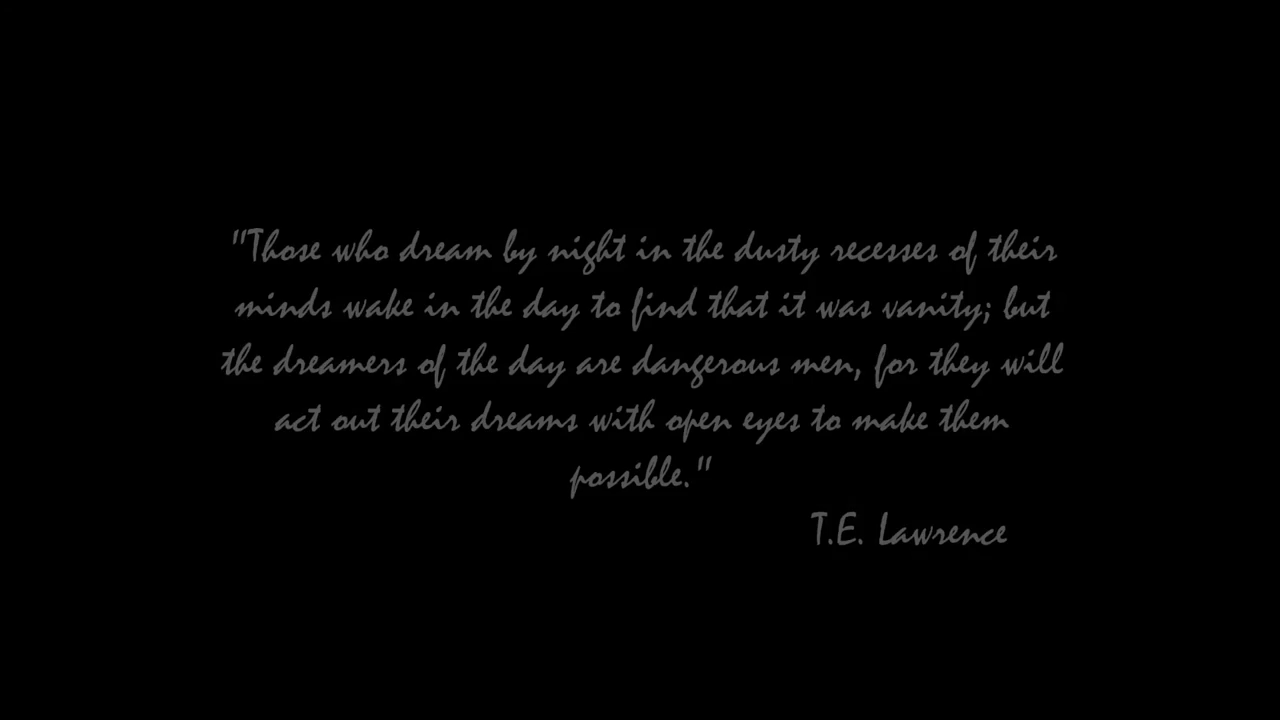 "Those who dream by night in the dusty recesses of their
minds wake in the day to find that it was vanity; but
the dreamers of the day are dangerous men, for they will
act out their dreams with open eyes to make them
possible."
T.E. Lawrence